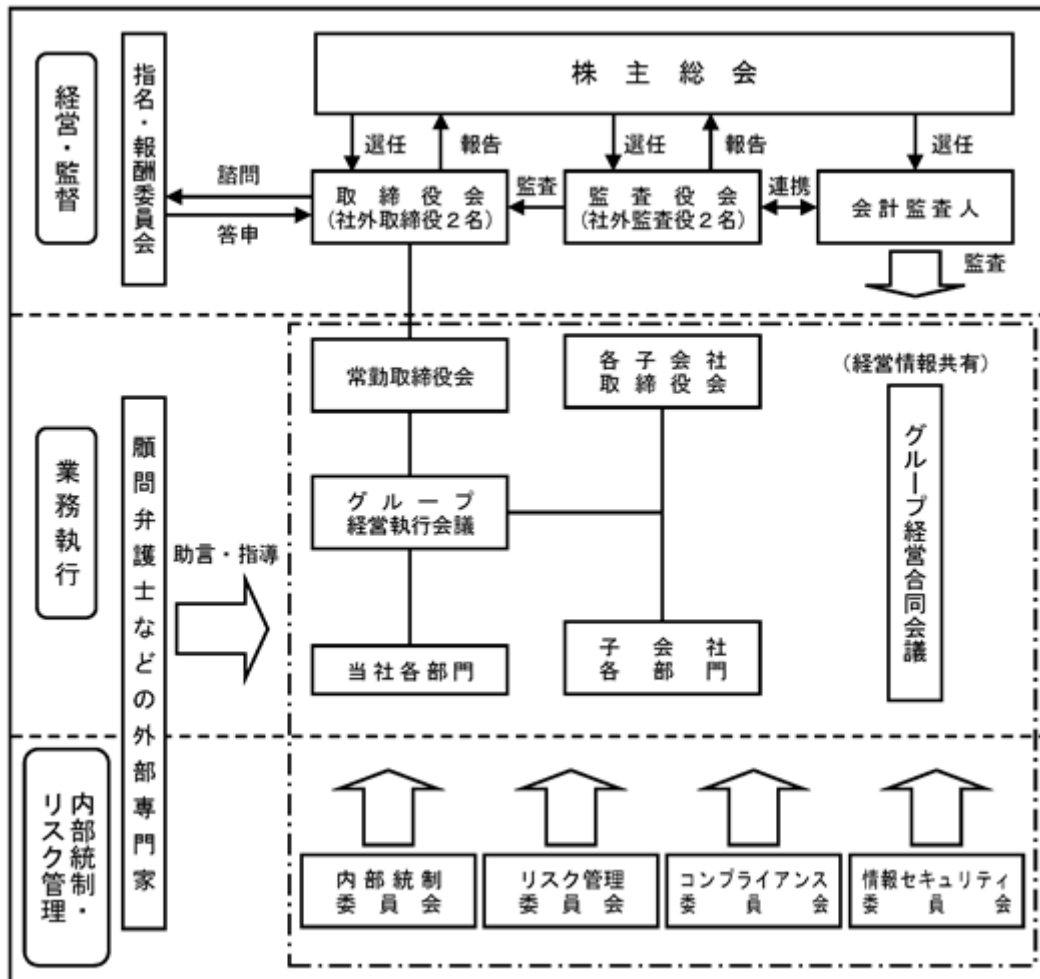 株主総会
経営・監督
指名・報酬委員会
選任
報告
選任
報告
選任
諮問
答申
取締役会
(社外取締役2名)
監査
監査役会
(社外監査役2名)
連携
会計監査人
監査
業務執行
顧問弁護士などの外部専門家
助言・指導
常勤取締役会
各子会社
取締役会
(経営情報共有)
グループ
経営執行会議
グループ経営合同会議
当社各部門
子会社
各部門
内部統制・
リスク管理
内部統制
委員会
リスク管理
委員会
コンプライアンス
委員会
情報セキュリティ
委員会